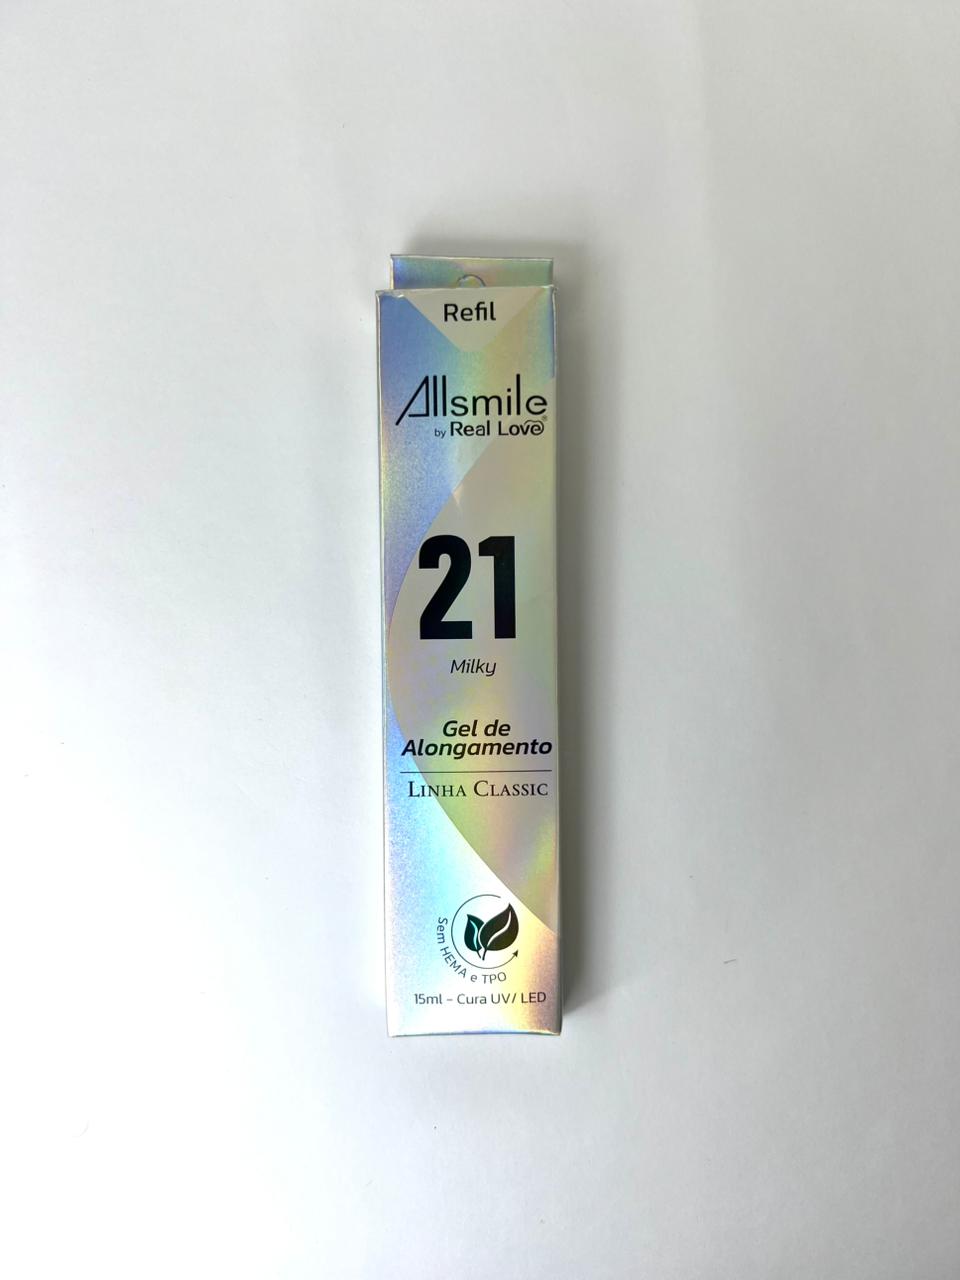 Refil
Allsmile
by Real Love®
21
Milky
Gel de
Alongamento
LINHA CLASSIC
Sem HEMA e TPO
15ml - Cura UV/ LED